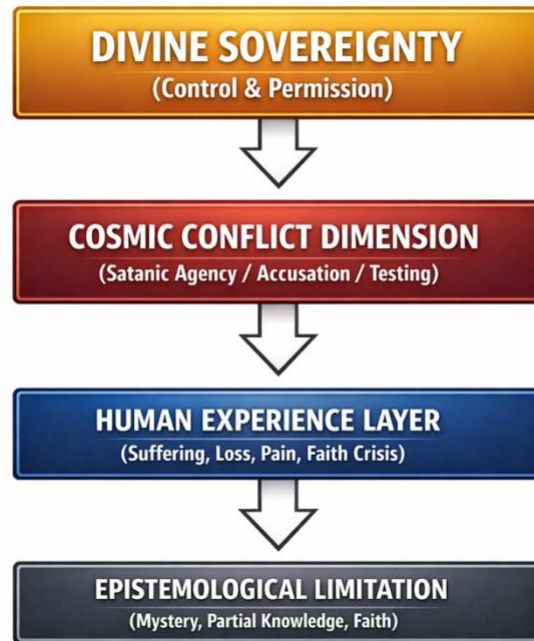 DIVINE SOVEREIGNTY
(Control & Permission)
COSMIC CONFLICT DIMENSION
(Satanic Agency / Accusation / Testing)
HUMAN EXPERIENCE LAYER
(Suffering, Loss, Pain, Faith Crisis)
EPISTEMOLOGICAL LIMITATION
(Mystery, Partial Knowledge, Faith)